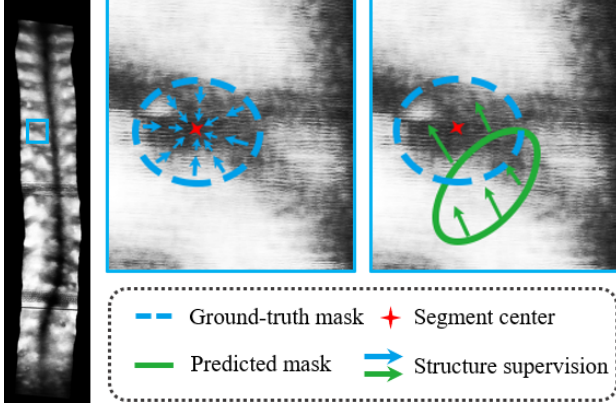 Ground-truth mask
Segment center
Predicted mask
Structure supervision